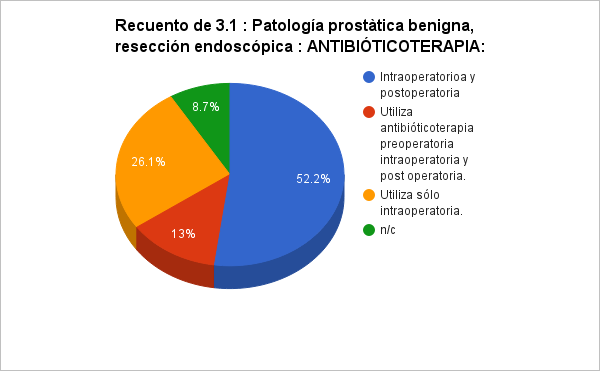 Recuento de 3.1 : Patología prostàtica benigna,
resección endoscópica : ANTIBIÓTICOTERAPIA:
Intraoperatorioa y
postoperatoria
Utiliza
antibióticoterapia
preoperatoria
intraoperatoria y
post operatoria.
Utiliza sólo
intraoperatoria.
n/c
8.7%
26.1%
52.2%
13%